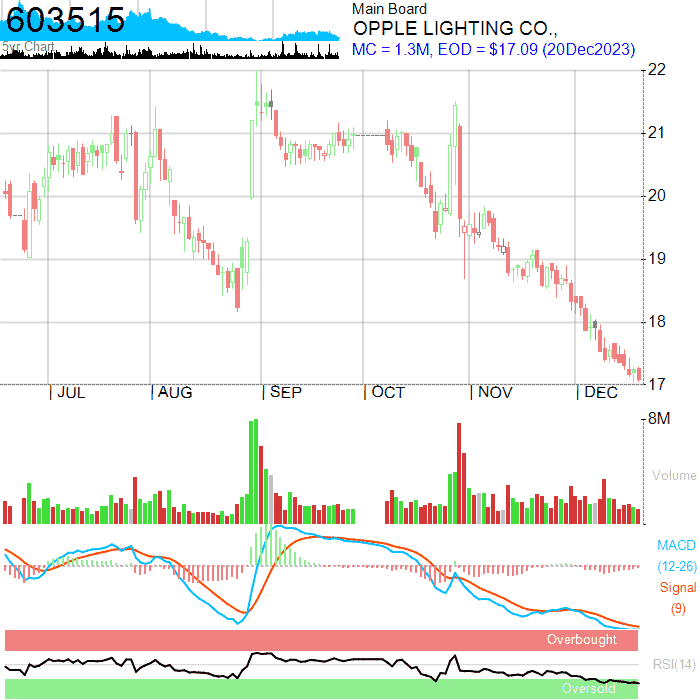 603515
5yr Chart
Main Board
OPPLE LIGHTING CO.,
MC = 1.3M, EOD = $17.09 (20Dec2023)
22
21
20
19
18
17
JUL AUG SEP OCT NOV DEC
8M
Volume
MACD
(12-26)
Signal
(9)
Overbought
RSI(14)
Oversold